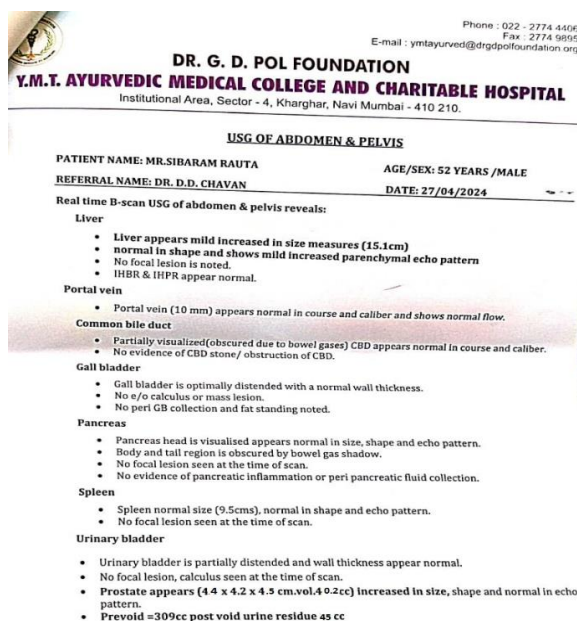 Phone : 022 - 2774 4406
Fax : 2774 9895
E-mail : ymtayurved@drgdpolfoundation.org
DR. G. D. POL FOUNDATION
Y.M.T. AYURVEDIC MEDICAL COLLEGE AND CHARITABLE HOSPITAL
Institutional Area, Sector - 4, Kharghar, Navi Mumbai - 410 210.
USG OF ABDOMEN & PELVIS
PATIENT NAME: MR.SIBARAM RAUTA AGE/SEX: 52 YEARS /MALE
REFERRAL NAME: DR. D.D. CHAVAN DATE: 27/04/2024
Real time B-scan USG of abdomen & pelvis reveals:
Liver
• Liver appears mild increased in size measures (15.1cm)
• normal in shape and shows mild increased parenchymal echo pattern
• No focal lesion is noted.
• IHBR & IHPR appear normal.
Portal vein
• Portal vein (10 mm) appears normal in course and caliber and shows normal flow.
Common bile duct
• Partially visualized(obscured due to bowel gases) CBD appears normal in course and caliber.
• No evidence of CBD stone/ obstruction of CBD.
Gall bladder
• Gall bladder is optimally distended with a normal wall thickness.
• No e/o calculus or mass lesion.
• No peri GB collection and fat standing noted.
Pancreas
• Pancreas head is visualised appears normal in size, shape and echo pattern.
• Body and tail region is obscured by bowel gas shadow.
• No focal lesion seen at the time of scan.
• No evidence of pancreatic inflammation or peri pancreatic fluid collection.
Spleen
• Spleen normal size (9.5cms), normal in shape and echo pattern.
• No focal lesion seen at the time of scan.
Urinary bladder
• Urinary bladder is partially distended and wall thickness appear normal.
• No focal lesion, calculus seen at the time of scan.
• Prostate appears (4.4 x 4.2 x 4.5 cm.vol.40.2cc) increased in size, shape and normal in echo
pattern.
• Prevoid =309cc post void urine residue 45 cc